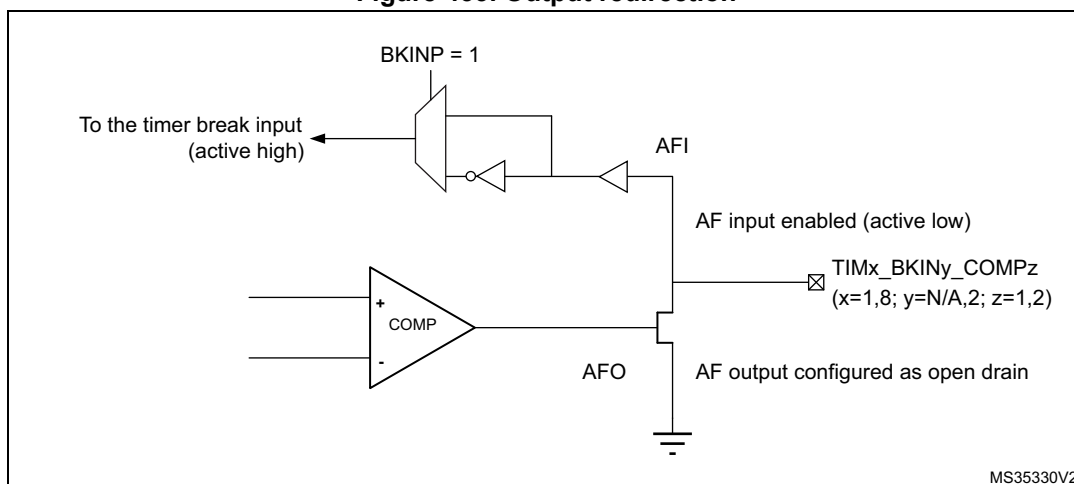 BKINP = 1
To the timer break input
(active high)
AFI
AF input enabled (active low)
TIMx_BKINy_COMPz
(x=1,8; y=N/A,2; z=1,2)
+
COMP
-
AFO
AF output configured as open drain
MS35330V2